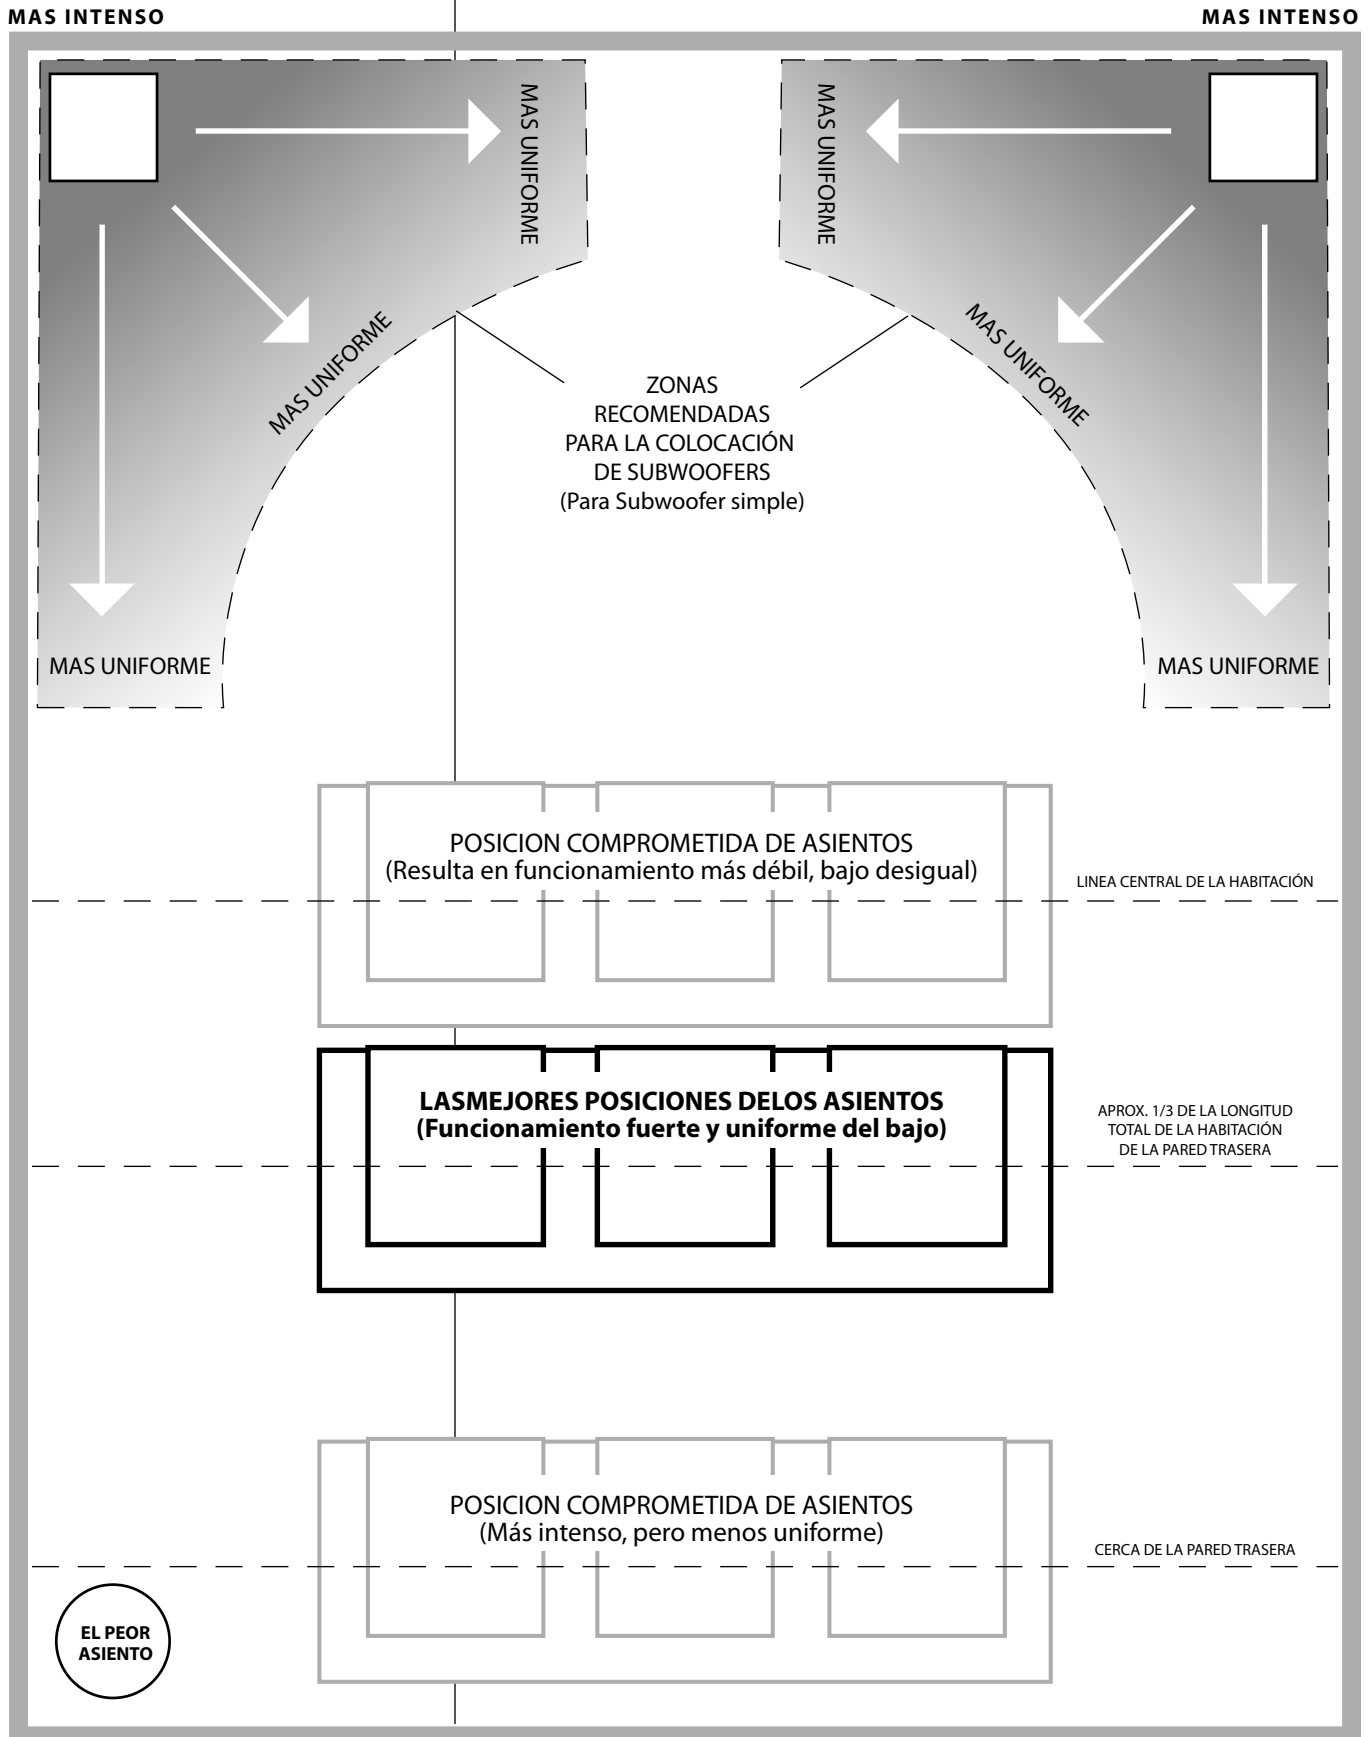 MAS INTENSO
MAS INTENSO
MAS UNIFORME
MAS UNIFORME
MAS UNIFORME
MAS UNIFORME
ZONAS
RECOMENDADAS
PARA LA COLOCACIÓN
DE SUBWOOFERS
(Para Subwoofer simple)
MAS UNIFORME
MAS UNIFORME
POSICION COMPROMETIDA DE ASIENTOS
(Resulta en funcionamiento más débil, bajo desigual)
LINEA CENTRAL DE LA HABITACIÓN
LASMEJORES POSICIONES DELOS ASIENTOS
(Funcionamiento fuerte y uniforme del bajo)
APROX. 1/3 DE LA LONGITUD
TOTAL DE LA HABITACIÓN
DE LA PARED TRASERA
POSICION COMPROMETIDA DE ASIENTOS
(Más intenso, pero menos uniforme)
CERCA DE LA PARED TRASERA
EL PEOR
ASIENTO